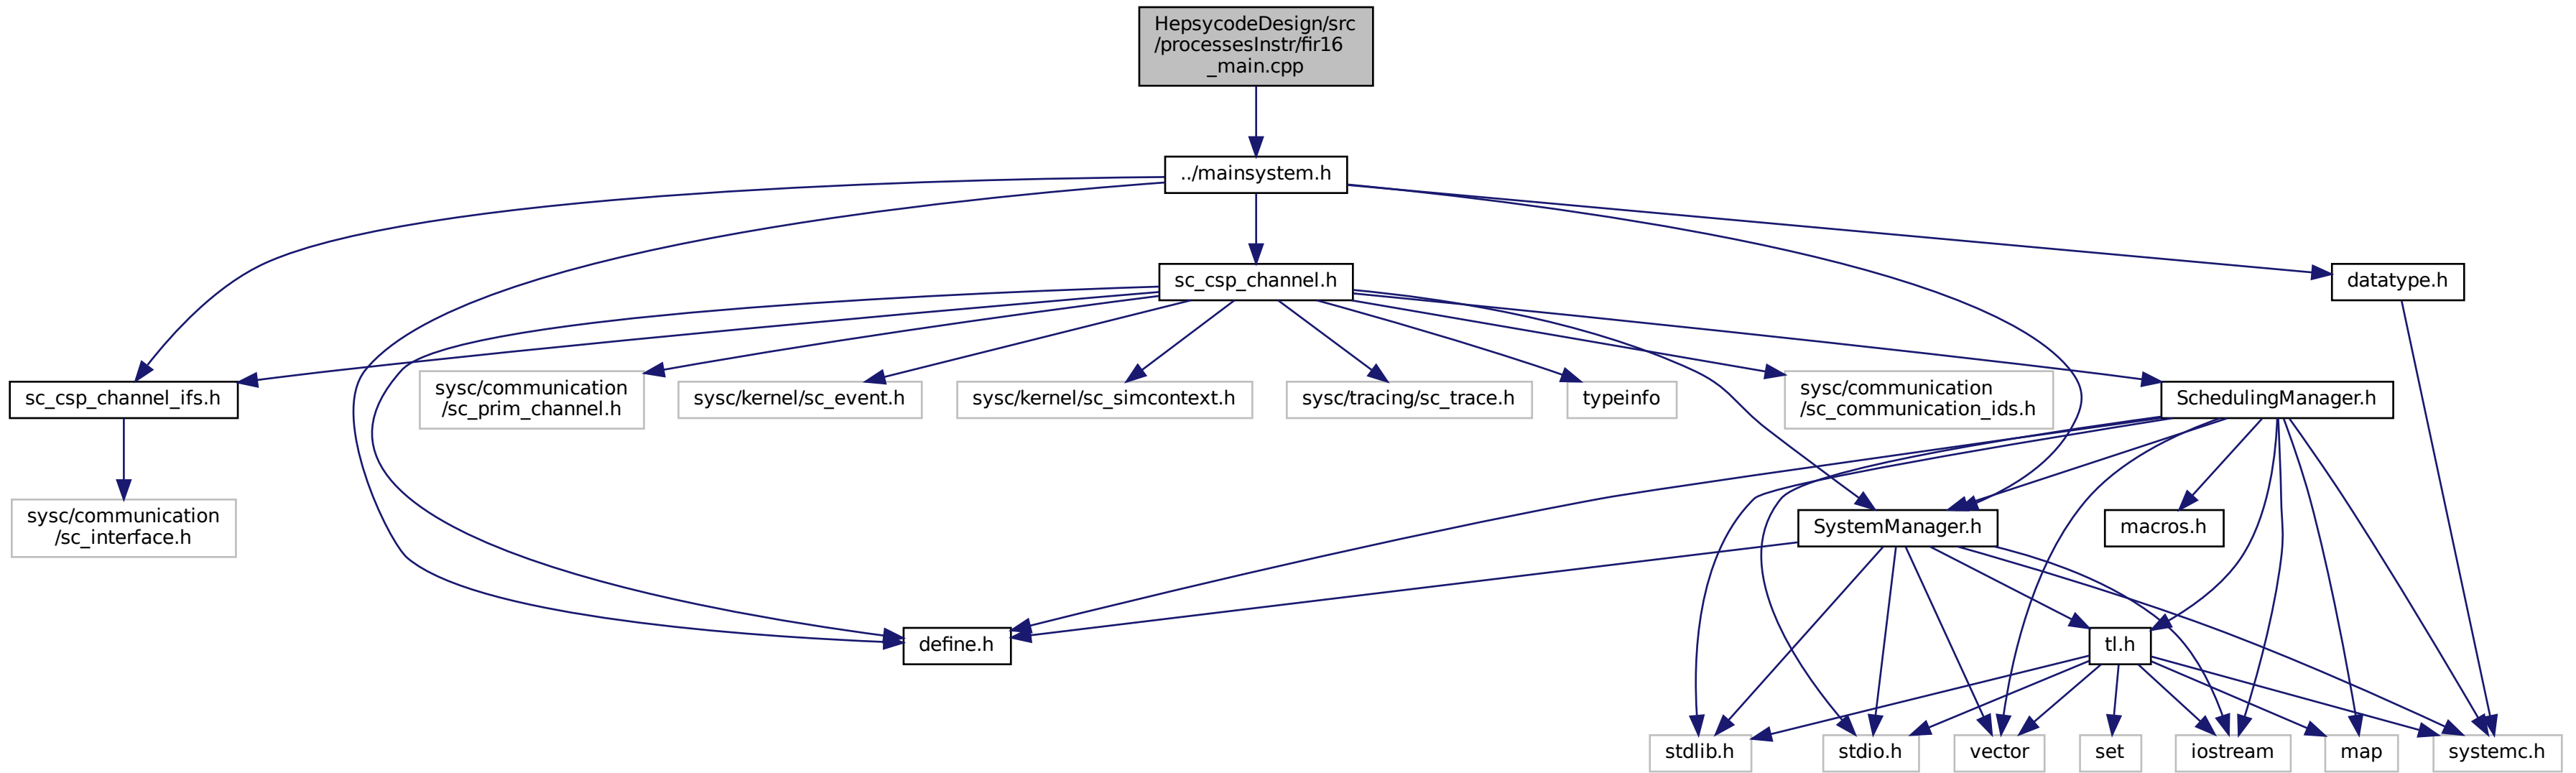 HepsycodeDesign/src
/processesInstr/fir16
_main.cpp
../mainsystem.h
sc_csp_channel.h
datatype.h
sc_csp_channel_ifs.h
sysc/communication
/sc_prim_channel.h
sysc/kernel/sc_event.h
sysc/kernel/sc_simcontext.h
sysc/tracing/sc_trace.h
typeinfo
sysc/communication
/sc_communication_ids.h
SchedulingManager.h
sysc/communication
/sc_interface.h
SystemManager.h
macros.h
define.h
tl.h
stdlib.h
stdio.h
vector
set
iostream
map
systemc.h